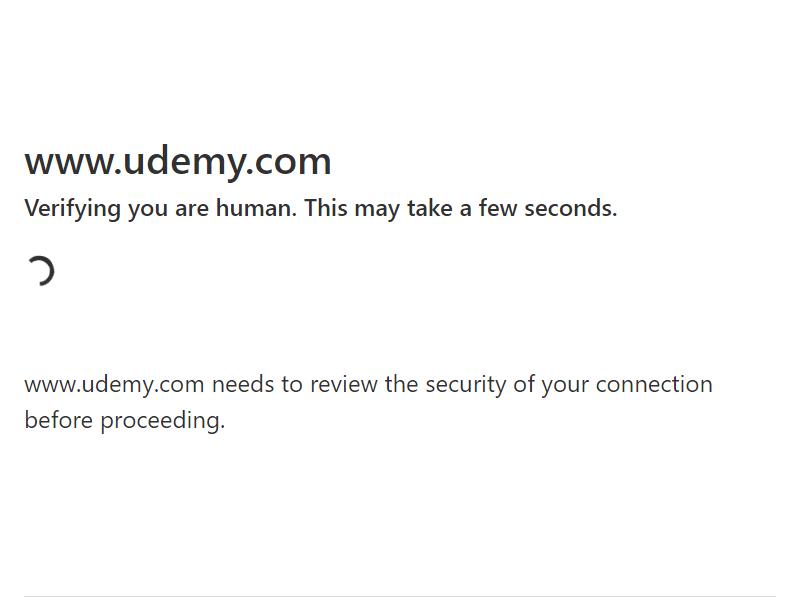 www.udemy.com
Verifying you are human. This may take a few seconds.
www.udemy.com needs to review the security of your connection
before proceeding.